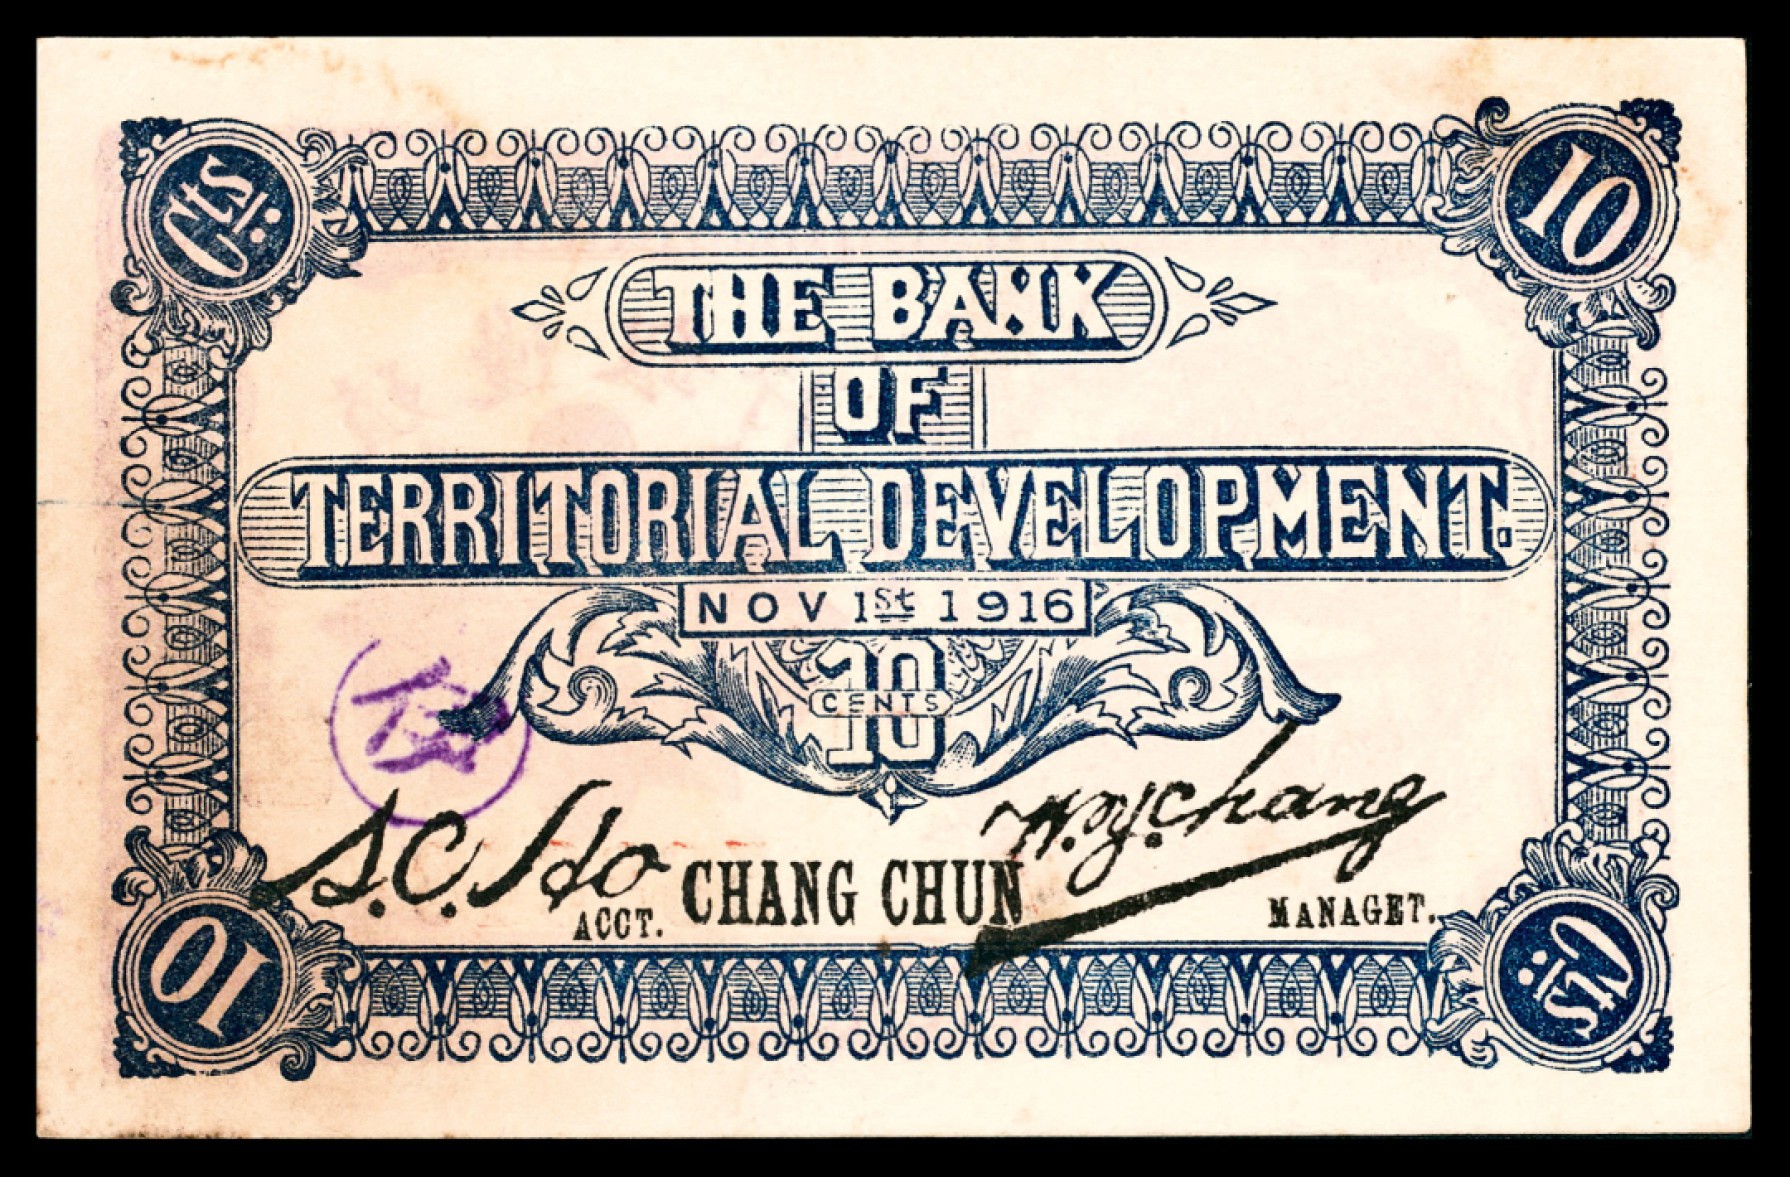 Cts. 10
THE BANK
OF
TERRITORIAL DEVELOPMENT.
NOV 1st 1916
10
CENTS
S.C. Ho
W.Y. Chang
ACCT. CHANG CHUN MANAGET.
10 Cts.